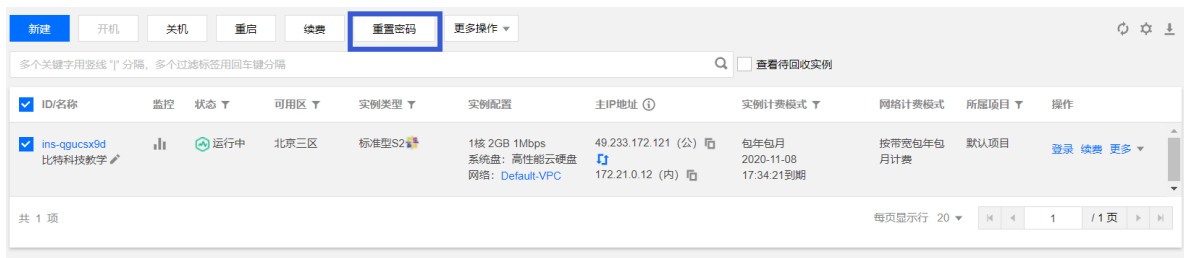 新建 开机 关机 重启 续费 重置密码 更多操作
多个关键字用竖线 "|" 分隔，多个过滤标签用回车键分隔 查看待回收实例
ID/名称 监控 状态 可用区 实例类型 实例配置 主IP地址 实例计费模式 网络计费模式 所属项目 操作
ins-qgucsx9d 运行中 北京三区 标准型S2 1核 2GB 1Mbps 49.233.172.121（公） 包年包月 按带宽包年包 默认项目 登录 续费 更多
比特科技教学 系统盘：高性能云硬盘 2020-11-08 月计费
网络：Default-VPC 172.21.0.12（内） 17:34:21到期
共 1 项 每页显示行 20 1 / 1 页